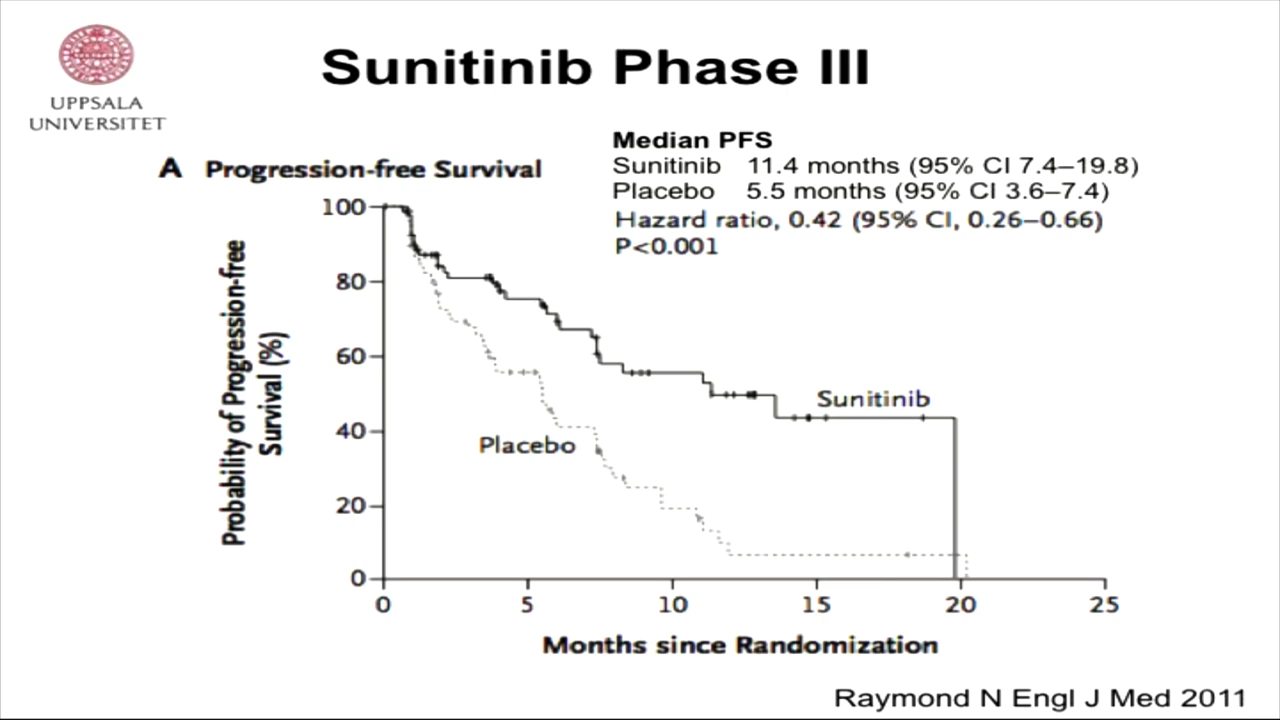 UPPSALA
UNIVERSITET
Sunitinib Phase III
Median PFS
Sunitinib 11.4 months (95% CI 7.4–19.8)
Placebo 5.5 months (95% CI 3.6–7.4)
Hazard ratio, 0.42 (95% CI, 0.26–0.66)
P<0.001
A Progression-free Survival
Probability of Progression-free
Survival (%)
100
80
60
40
20
0
Sunitinib
Placebo
0 5 10 15 20 25
Months since Randomization
Raymond N Engl J Med 2011